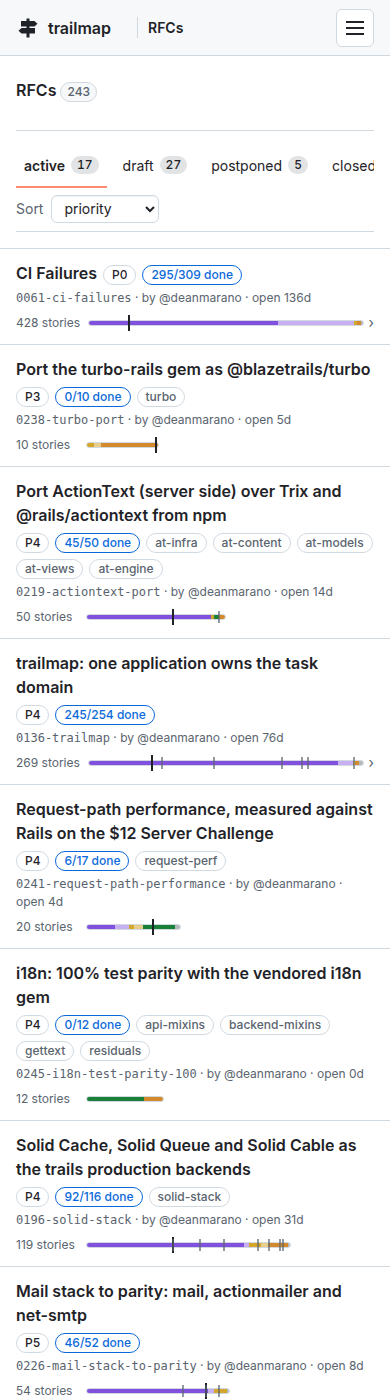 trailmap RFCs
RFCs 243
active 17 draft 27 postponed 5 closed
Sort priority
CI Failures P0 295/309 done
0061-ci-failures · by @deanmarano · open 136d
428 stories ›
Port the turbo-rails gem as @blazetrails/turbo
P3 0/10 done turbo
0238-turbo-port · by @deanmarano · open 5d
10 stories
Port ActionText (server side) over Trix and
@rails/actiontext from npm
P4 45/50 done at-infra at-content at-models
at-views at-engine
0219-actiontext-port · by @deanmarano · open 14d
50 stories
trailmap: one application owns the task
domain
P4 245/254 done
0136-trailmap · by @deanmarano · open 76d
269 stories ›
Request-path performance, measured against
Rails on the $12 Server Challenge
P4 6/17 done request-perf
0241-request-path-performance · by @deanmarano ·
open 4d
20 stories
i18n: 100% test parity with the vendored i18n
gem
P4 0/12 done api-mixins backend-mixins
gettext residuals
0245-i18n-test-parity-100 · by @deanmarano · open 0d
12 stories
Solid Cache, Solid Queue and Solid Cable as
the trails production backends
P4 92/116 done solid-stack
0196-solid-stack · by @deanmarano · open 31d
119 stories
Mail stack to parity: mail, actionmailer and
net-smtp
P5 46/52 done
0226-mail-stack-to-parity · by @deanmarano · open 8d
54 stories